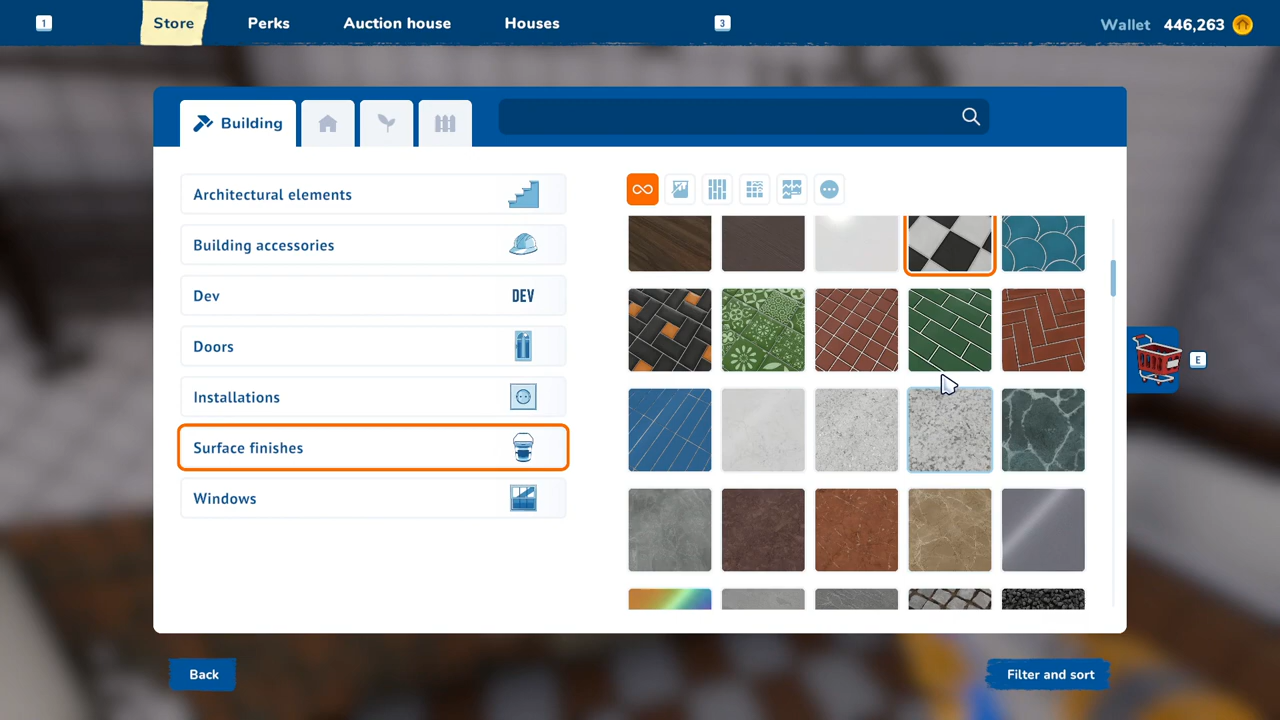 1
Store
Perks
Auction house
Houses
3
Wallet 446,263
Building
Architectural elements
Building accessories
Dev DEV
Doors
Installations
Surface finishes
Windows
E
Back
Filter and sort